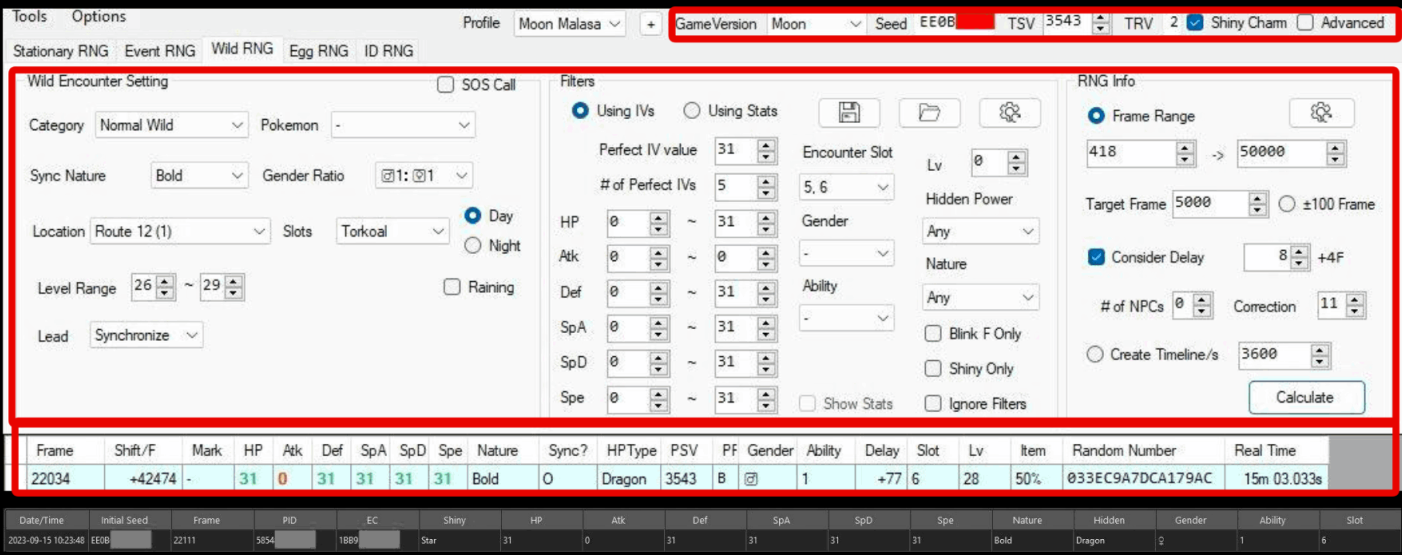 Tools Options
Profile Moon Malasa + GameVersion Moon Seed EE0B TSV 3543 TRV 2 Shiny Charm Advanced
Stationary RNG Event RNG Wild RNG Egg RNG ID RNG
Wild Encounter Setting SOS Call Filters RNG Info
Using IVs Using Stats Frame Range
Category Normal Wild Pokemon -
Perfect IV value 31 Encounter Slot Lv 0 418 -> 50000
Sync Nature Bold Gender Ratio ♂1: ♀1 # of Perfect IVs 5 5, 6 Hidden Power
Target Frame 5000 ±100 Frame
Location Route 12 (1) Slots Torkoal Day Night
HP 0 ~ 31 Gender Any
Atk 0 ~ 0 - Nature Consider Delay 8 +4F
Level Range 26 ~ 29 Raining
Def 0 ~ 31 Ability Any # of NPCs 0 Correction 11
Lead Synchronize
SpA 0 ~ 31 - Blink F Only
SpD 0 ~ 31 Shiny Only Create Timeline/s 3600
Spe 0 ~ 31 Show Stats Ignore Filters Calculate
Frame Shift/F Mark HP Atk Def SpA SpD Spe Nature Sync? HPType PSV Gender Ability Delay Slot Lv Item Random Number Real Time
22034 +42474 - 31 0 31 31 31 31 Bold O Dragon 3543 B ♂ 1 +77 6 28 50% 033EC9A7DCA179AC 15m 03.033s
Date/Time Initial Seed Frame PID EC Shiny HP Atk Def SpA SpD Spe Nature Hidden Gender Ability Slot
2023-09-15 10:23:48 EE0B 22111 5854 1BB9 Star 31 0 31 31 31 31 Bold Dragon ♀ 1 6